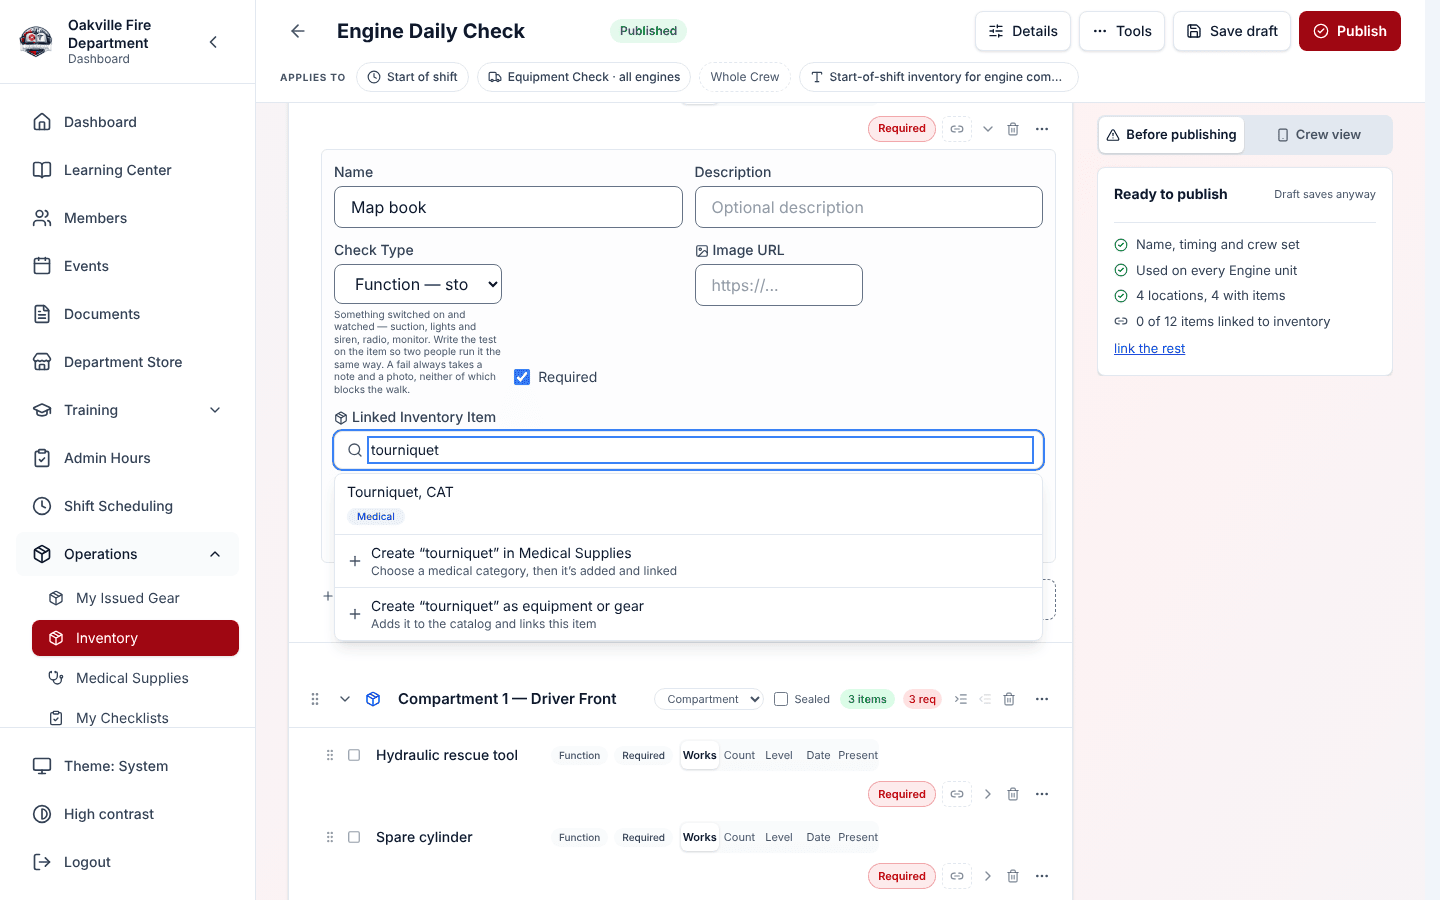 Oakville Fire
Department
Dashboard
Dashboard
Learning Center
Members
Events
Documents
Department Store
Training
Admin Hours
Shift Scheduling
Operations
My Issued Gear
Inventory
Medical Supplies
My Checklists
Theme: System
High contrast
Logout
Engine Daily Check
Published
Details
Tools
Save draft
Publish
APPLIES TO
Start of shift
Equipment Check · all engines
Whole Crew
Start-of-shift inventory for engine com...
Required
Name
Description
Map book
Optional description
Check Type
Image URL
Function — sto
https://...
Something switched on and
watched — suction, lights and
siren, radio, monitor. Write the test
on the item so two people run it the
same way. A fail always takes a
note and a photo, neither of which
blocks the walk.
Required
Linked Inventory Item
tourniquet
Tourniquet, CAT
Medical
Create “tourniquet” in Medical Supplies
Choose a medical category, then it’s added and linked
Create “tourniquet” as equipment or gear
Adds it to the catalog and links this item
Compartment 1 — Driver Front
Compartment
Sealed
3 items
3 req
Hydraulic rescue tool
Function
Required
Works
Count
Level
Date
Present
Required
Spare cylinder
Function
Required
Works
Count
Level
Date
Present
Required
Before publishing
Crew view
Ready to publish
Draft saves anyway
Name, timing and crew set
Used on every Engine unit
4 locations, 4 with items
0 of 12 items linked to inventory
link the rest